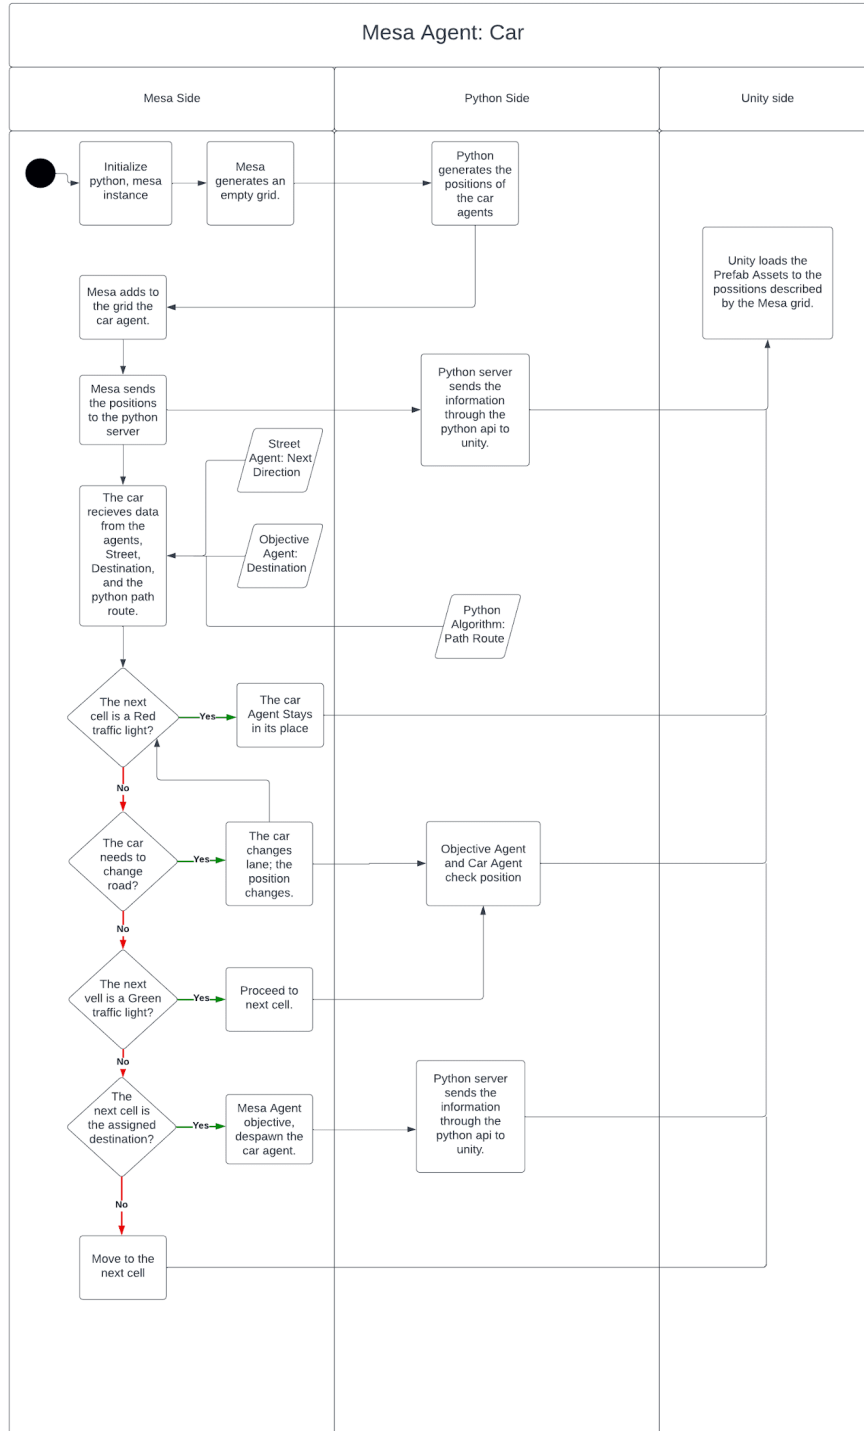 Mesa Agent: Car
Mesa Side
Python Side
Unity side
Initialize
python, mesa
instance
Mesa
generates an
empty grid.
Python
generates the
positions of
the car
agents
Unity loads the
Prefab Assets to the
possitions described
by the Mesa grid.
Mesa adds to
the grid the
car agent.
Mesa sends
the positions
to the python
server
Python server
sends the
information
through the
python api to
unity.
Street
Agent: Next
Direction
The car
recieves data
from the
agents,
Street,
Destination,
and the
python path
route.
Objective
Agent:
Destination
Python
Algorithm:
Path Route
The next
cell is a Red
traffic light?
Yes
The car
Agent Stays
in its place
No
The car
needs to
change
road?
Yes
The car
changes
lane; the
position
changes.
Objective Agent
and Car Agent
check position
No
The next
vell is a Green
traffic light?
Yes
Proceed to
next cell.
No
The
next cell is
the assigned
destination?
Yes
Mesa Agent
objective,
despawn the
car agent.
Python server
sends the
information
through the
python api to
unity.
No
Move to the
next cell